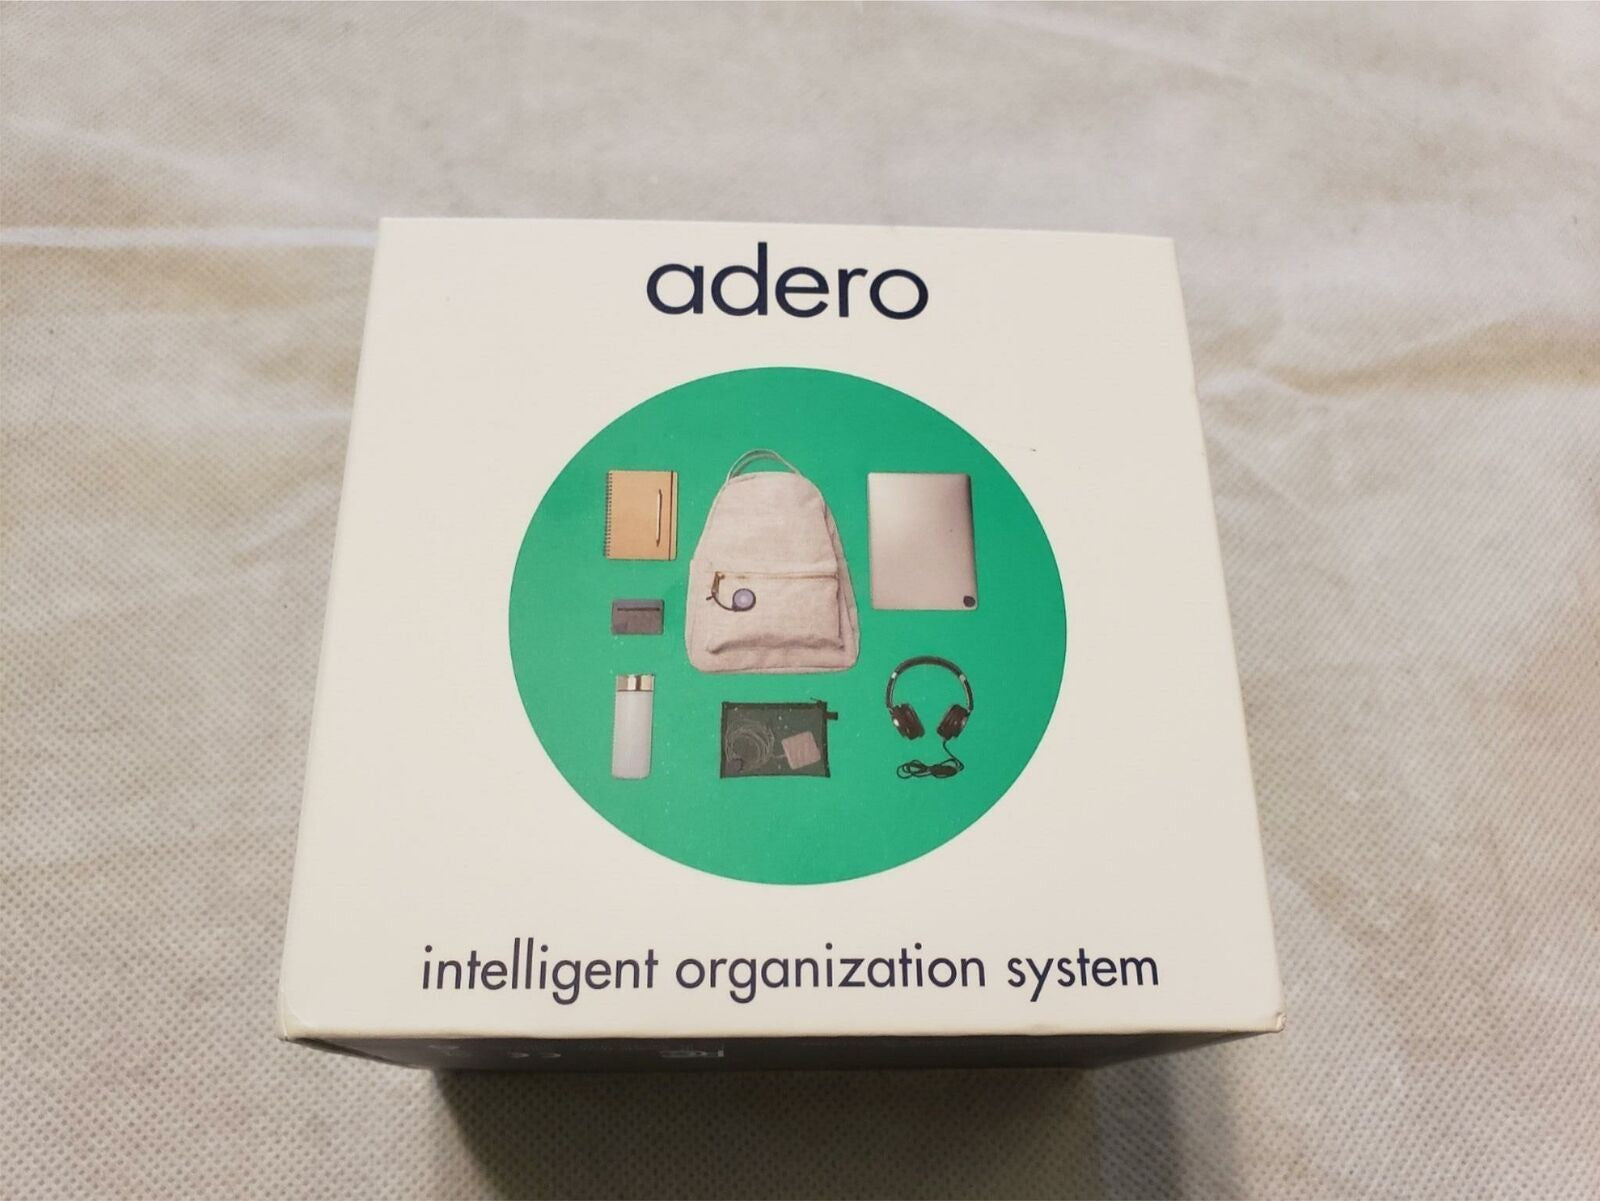 adero
intelligent organization system